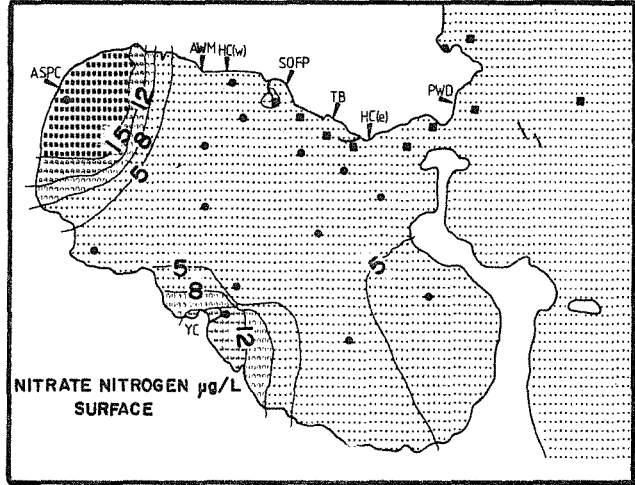 AWM HC(w)
SOFP
ASPC
TB
PWD
HC(e)
12
15
8
5
5
5
8
YC
12
NITRATE NITROGEN µg/L
SURFACE